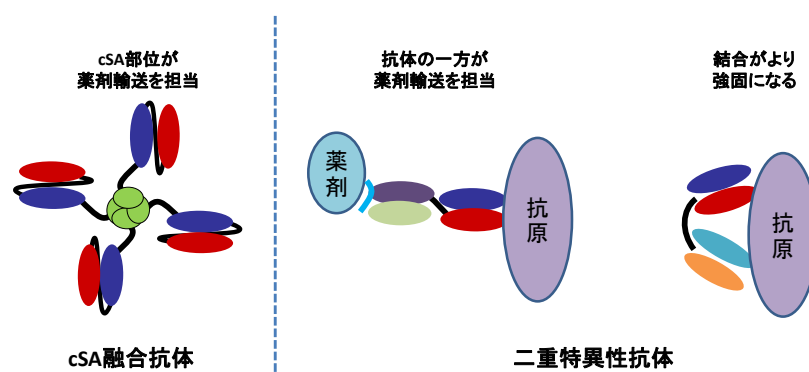 cSA部位が
薬剤輸送を担当
抗体の一方が
薬剤輸送を担当
結合がより
強固になる
薬
剤
抗
原
抗
原
cSA融合抗体
二重特異性抗体